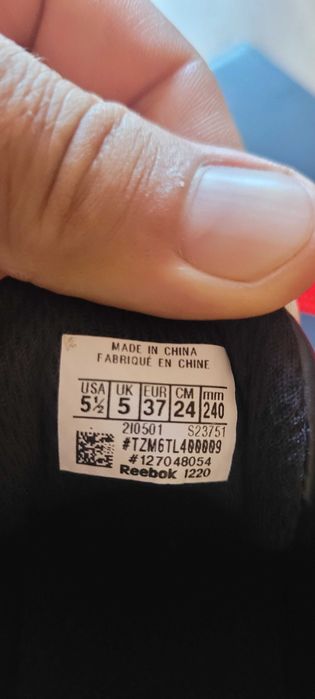 MADE IN CHINA
FABRIQUÉ EN CHINE
USA UK EUR CM mm
5½ 5 37 24 240
210501 S23751
#TZM6TL400009
#127048054
Reebok 1220